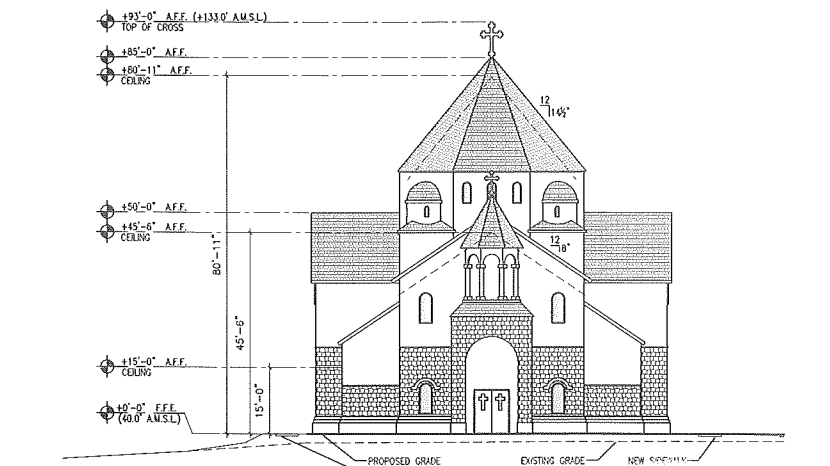 +93'-0" A.F.F. (+133.0' A.M.S.L.)
TOP OF CROSS
+85'-0" A.F.F.
+80'-11" A.F.F.
CEILING
12
14½"
+50'-0" A.F.F.
+45'-6" A.F.F.
CEILING
12
8"
80'-11"
45'-6"
+15'-0" A.F.F.
CEILING
15'-0"
+0'-0" F.F.E.
(40.0' A.M.S.L.)
PROPOSED GRADE
EXISTING GRADE
NEW SIDEWALK